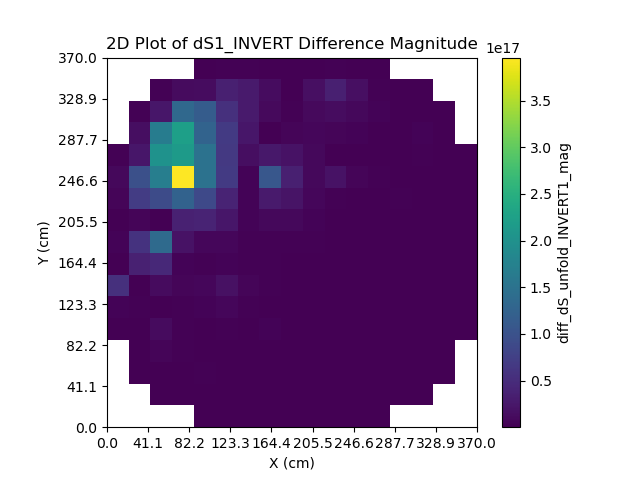 2D Plot of dS1_INVERT Difference Magnitude
1e17
370.0
328.9
287.7
246.6
205.5
164.4
123.3
82.2
41.1
0.0
Y (cm)
0.0 41.1 82.2 123.3 164.4 205.5 246.6 287.7 328.9 370.0
X (cm)
3.5
3.0
2.5
2.0
1.5
1.0
0.5
diff_dS_unfold_INVERT1_mag